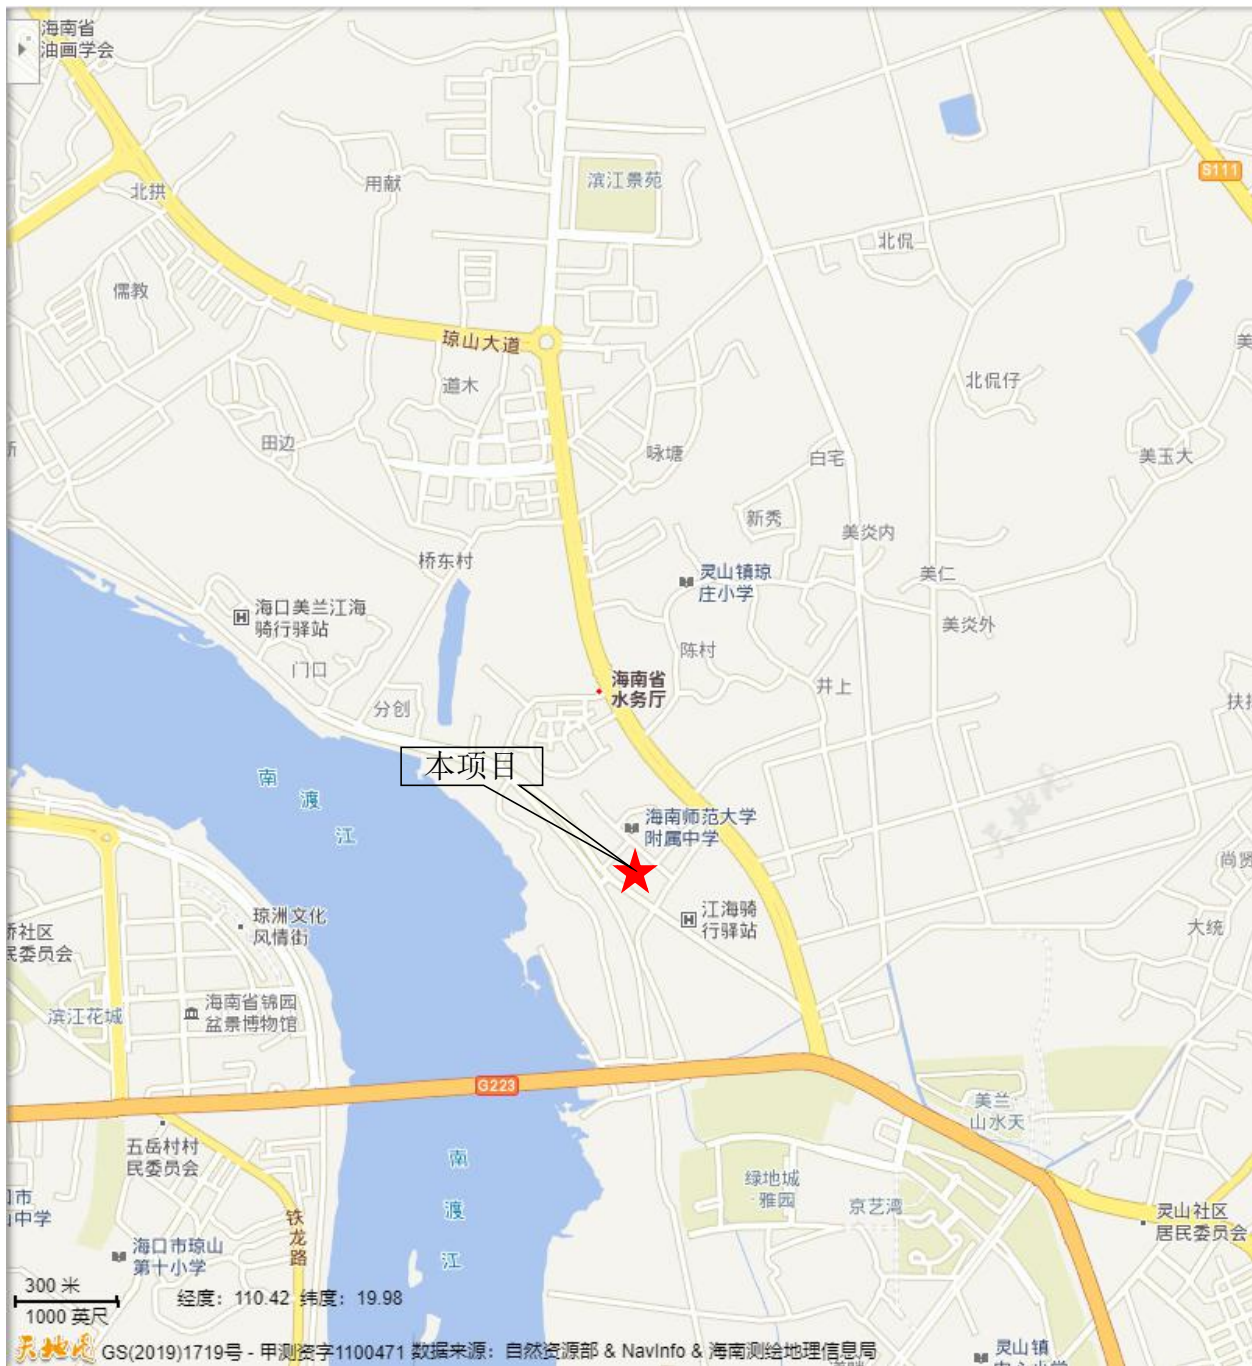 海南省
油画学会
S111
滨江景苑
用献
北拱
北侃
儒教
琼山大道
道木
北侃仔
田边
咏塘
白宅
美玉大
新秀
美炎内
桥东村
灵山镇琼
庄小学
美仁
海口美兰江海
骑行驿站
美炎外
门口
陈村
海南省
水务厅
井上
分创
本项目
南
渡
江
天地图
海南师范大学
附属中学
尚贤
江海骑
行驿站
琼洲文化
风情街
大统
桥社区
民委员会
海南省锦园
盆景博物馆
滨江花城
G223
美兰
山水天
五岳村村
民委员会
南
渡
江
绿地城
·雅园
京艺湾
灵山社区
居民委员会
铁
龙
路
海口市琼山
第十小学
300 米
1000 英尺
经度：110.42 纬度：19.98
灵山镇
中心小学
天地图 GS(2019)1719号 - 甲测资字1100471 数据来源：自然资源部 & NavInfo & 海南测绘地理信息局